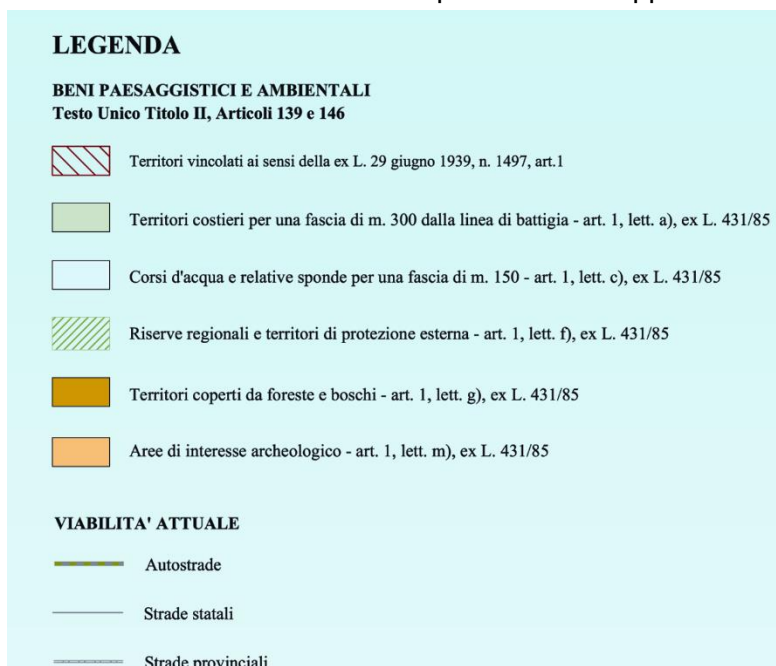 LEGENDA
BENI PAESAGGISTICI E AMBIENTALI
Testo Unico Titolo II, Articoli 139 e 146
Territori vincolati ai sensi della ex L. 29 giugno 1939, n. 1497, art.1
Territori costieri per una fascia di m. 300 dalla linea di battigia - art. 1, lett. a), ex L. 431/85
Corsi d'acqua e relative sponde per una fascia di m. 150 - art. 1, lett. c), ex L. 431/85
Riserve regionali e territori di protezione esterna - art. 1, lett. f), ex L. 431/85
Territori coperti da foreste e boschi - art. 1, lett. g), ex L. 431/85
Aree di interesse archeologico - art. 1, lett. m), ex L. 431/85
VIABILITA' ATTUALE
Autostrade
Strade statali
Strade provinciali